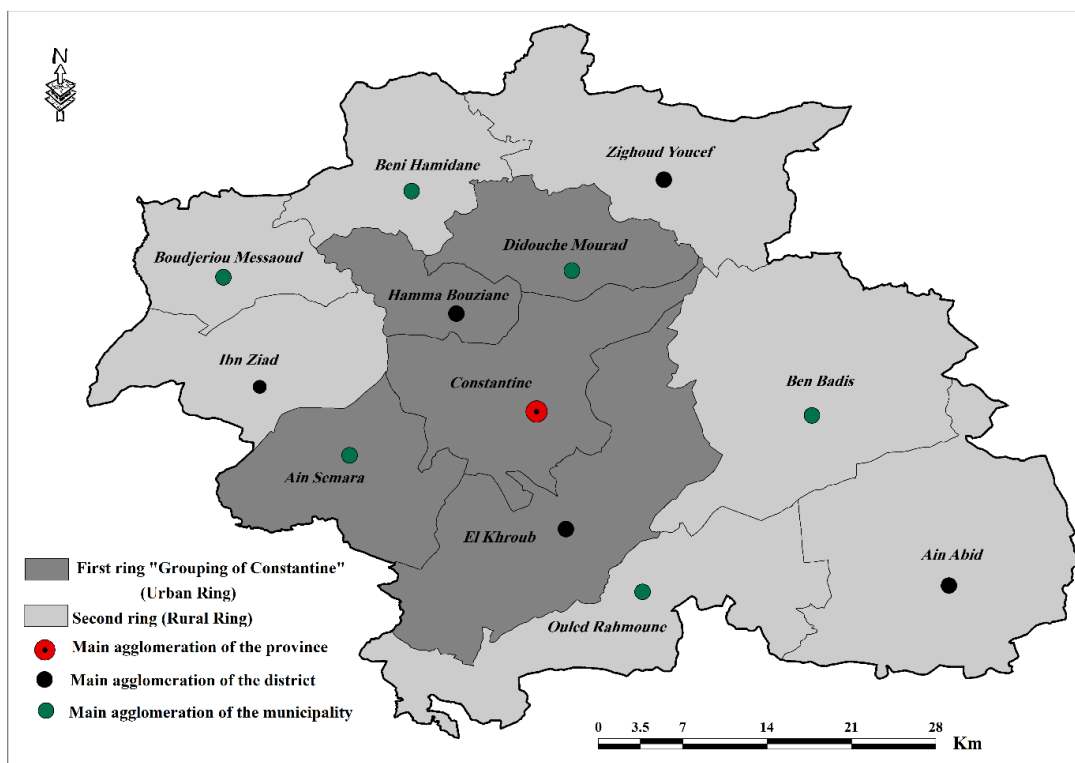 N
Zighoud Youcef
Beni Hamidane
Didouche Mourad
Boudjeriou Messaoud
Hamma Bouziane
Ibn Ziad
Constantine
Ben Badis
Ain Semara
El Khroub
Ain Abid
Ouled Rahmoune
First ring "Grouping of Constantine"
(Urban Ring)
Second ring (Rural Ring)
Main agglomeration of the province
Main agglomeration of the district
Main agglomeration of the municipality
0 3.5 7 14 21 28
Km